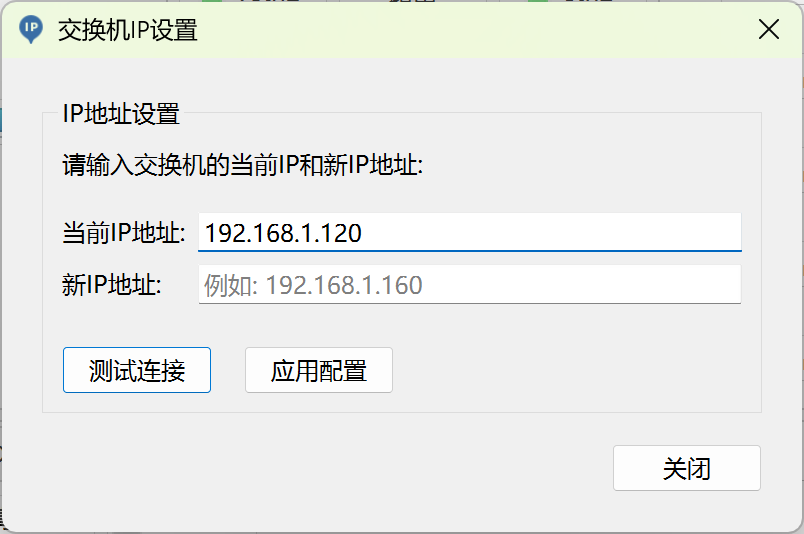 IP
交换机IP设置
IP地址设置
请输入交换机的当前IP和新IP地址:
当前IP地址: 192.168.1.120
新IP地址: 例如: 192.168.1.160
测试连接 应用配置
关闭